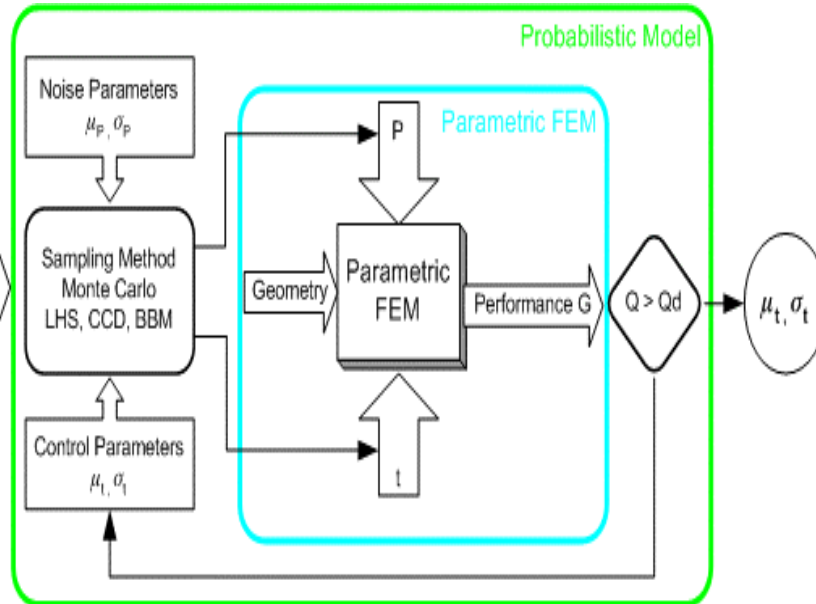 Probabilistic Model
Noise Parameters
μP, σP
Parametric FEM
P
Sampling Method
Monte Carlo
LHS, CCD, BBM
Geometry
Parametric
FEM
Performance G
Q > Qd
μt, σt
Control Parameters
μt, σt
t